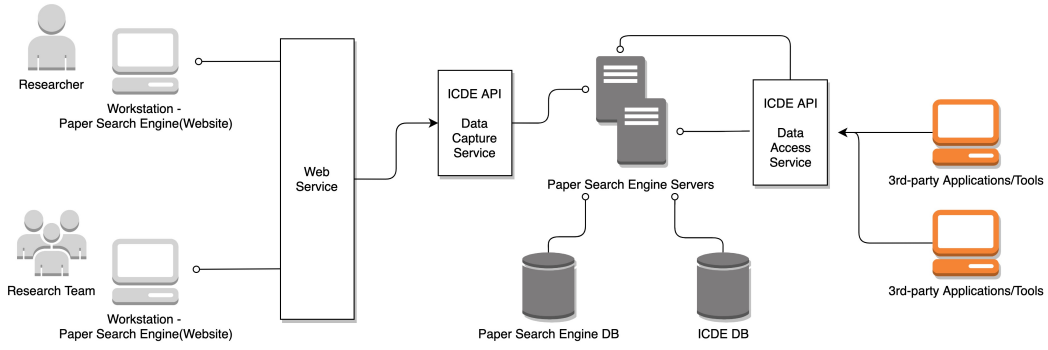 Researcher
Workstation -
Paper Search Engine(Website)
Research Team
Workstation -
Paper Search Engine(Website)
Web
Service
ICDE API
Data
Capture
Service
Paper Search Engine Servers
Paper Search Engine DB
ICDE DB
ICDE API
Data
Access
Service
3rd-party Applications/Tools
3rd-party Applications/Tools